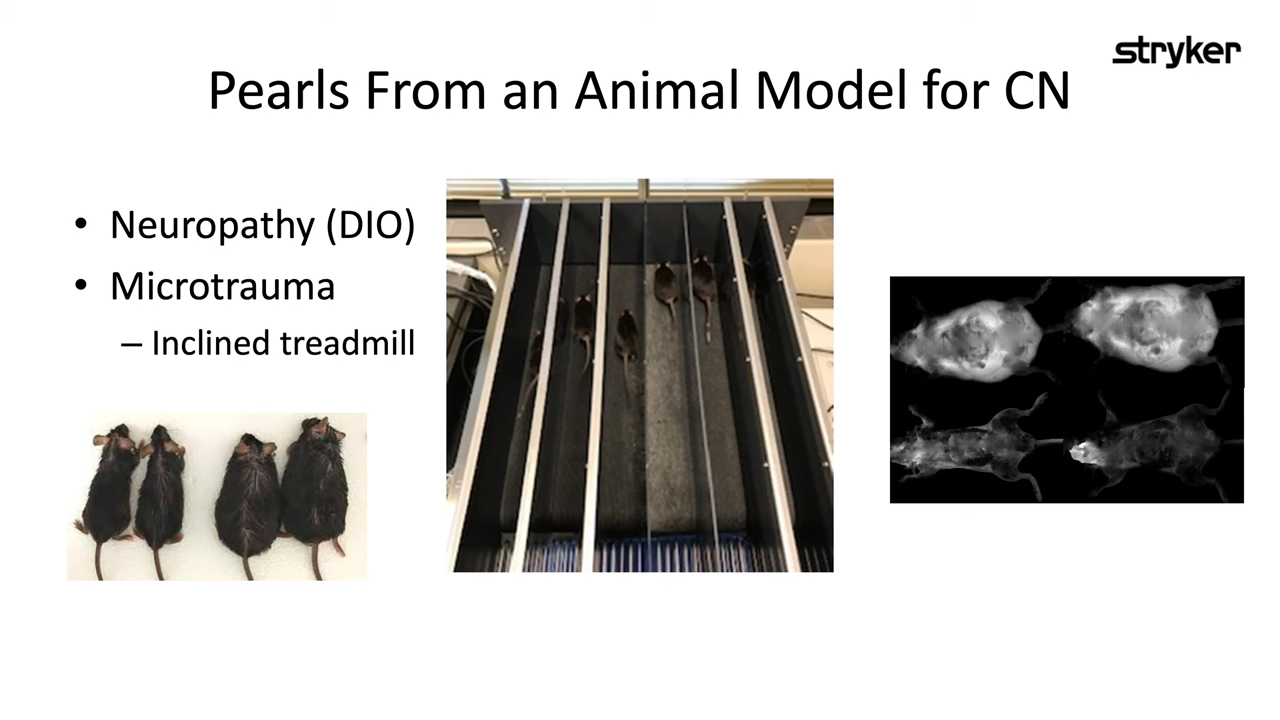 stryker
Pearls From an Animal Model for CN
• Neuropathy (DIO)
• Microtrauma
– Inclined treadmill